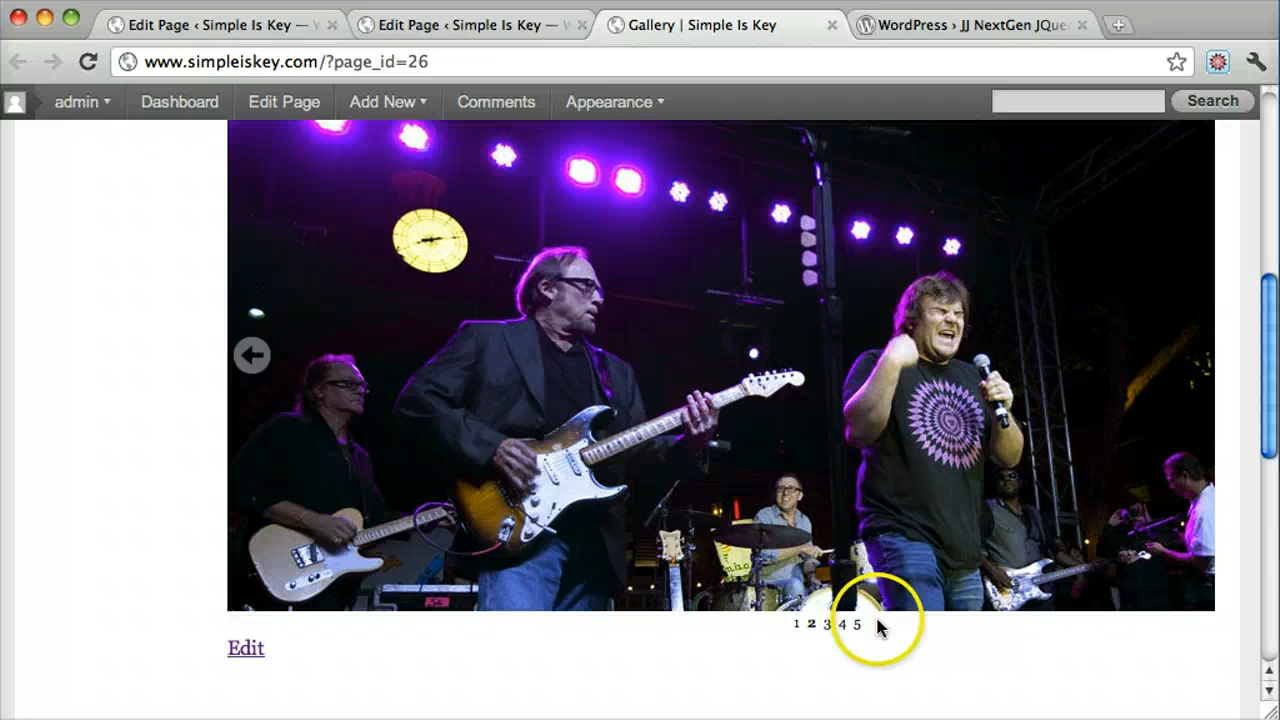 Edit Page ‹ Simple Is Key — W
Edit Page ‹ Simple Is Key — W
Gallery | Simple Is Key
WordPress › JJ NextGen JQuer
www.simpleiskey.com/?page_id=26
admin
Dashboard
Edit Page
Add New
Comments
Appearance
Search
1 2 3 4 5
Edit